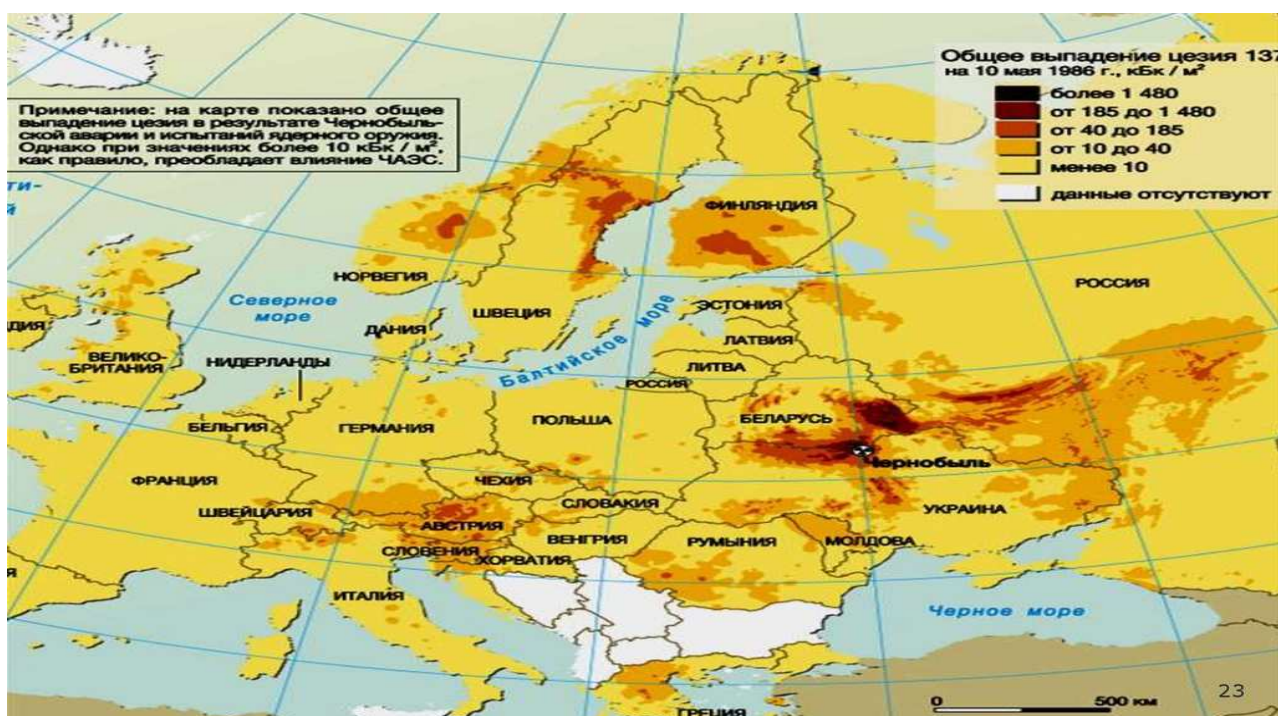 Общее выпадение цезия 137
на 10 мая 1986 г., кБк / м²
более 1 480
от 185 до 1 480
от 40 до 185
от 10 до 40
менее 10
данные отсутствуют
Примечание: на карте показано общее
выпадение цезия в результате Чернобыль-
ской аварии и испытаний ядерного оружия.
Однако при значениях более 10 кБк / м²,
как правило, преобладает влияние ЧАЭС.
ФИНЛЯНДИЯ
НОРВЕГИЯ
РОССИЯ
Северное
море
ШВЕЦИЯ
ЭСТОНИЯ
ДАНИЯ
Балтийское море
ЛАТВИЯ
ВЕЛИКО-
БРИТАНИЯ
НИДЕРЛАНДЫ
ЛИТВА
РОССИЯ
БЕЛЬГИЯ
ГЕРМАНИЯ
ПОЛЬША
БЕЛАРУСЬ
Чернобыль
ФРАНЦИЯ
ЧЕХИЯ
СЛОВАКИЯ
ШВЕЙЦАРИЯ
АВСТРИЯ
УКРАИНА
ВЕНГРИЯ
РУМЫНИЯ
МОЛДОВА
СЛОВЕНИЯ
ХОРВАТИЯ
ИТАЛИЯ
Черное море
ГРЕЦИЯ
0 500 км
23